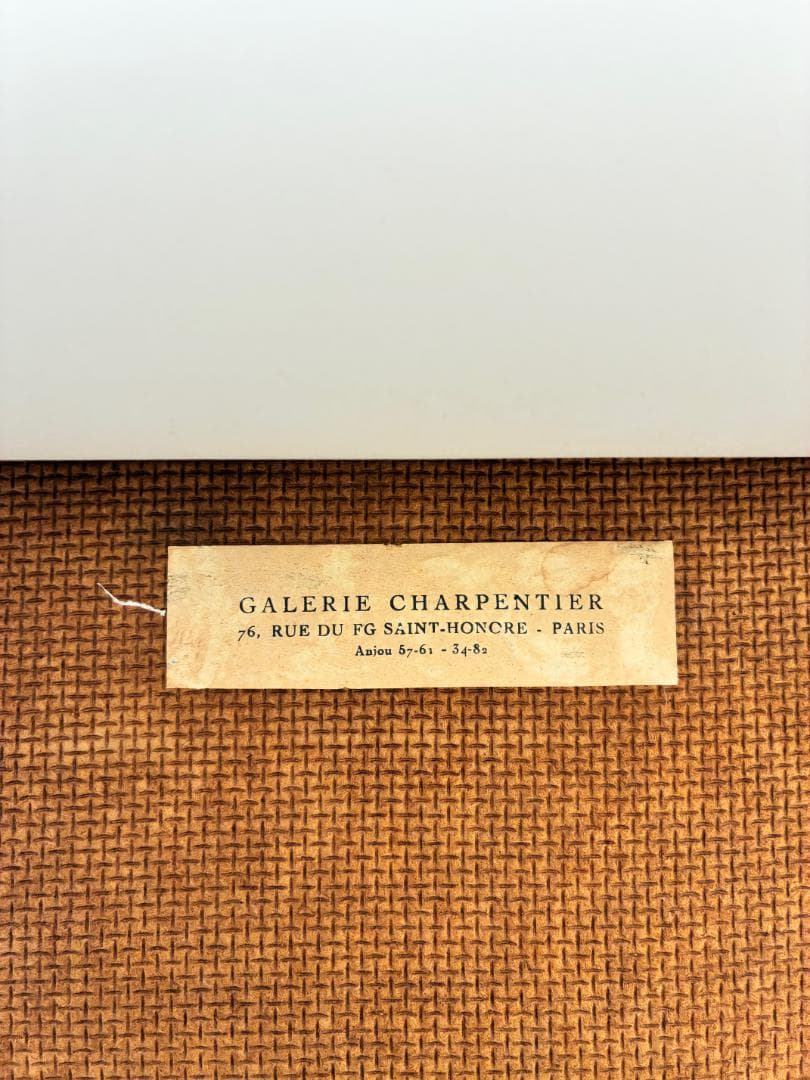 GALERIE CHARPENTIER
76, RUE DU FG SAINT-HONORE - PARIS
Anjou 57-61 - 34-82